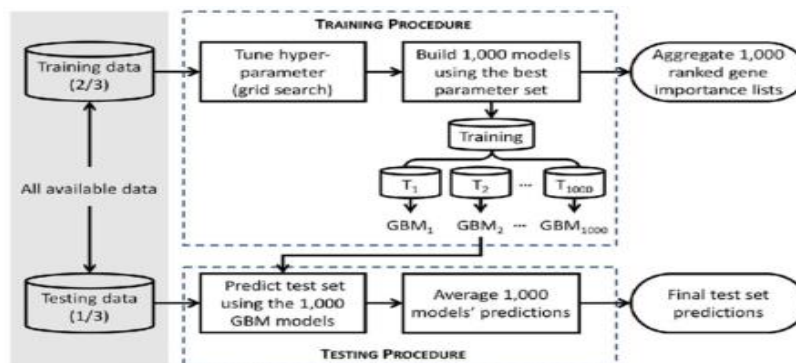 TRAINING PROCEDURE
Training data
(2/3)
Tune hyper-
parameter
(grid search)
Build 1,000 models
using the best
parameter set
Aggregate 1,000
ranked gene
importance lists
Training
T1
T2
...
T1000
GBM1
GBM2
...
GBM1000
All available data
Testing data
(1/3)
Predict test set
using the 1,000
GBM models
Average 1,000
models' predictions
Final test set
predictions
TESTING PROCEDURE